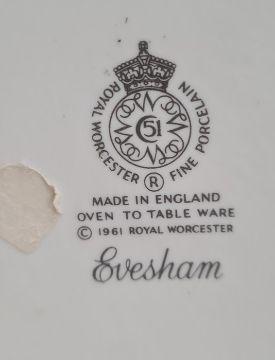 ROYAL WORCESTER FINE PORCELAIN
C 51
®
MADE IN ENGLAND
OVEN TO TABLE WARE
© 1961 ROYAL WORCESTER
Evesham